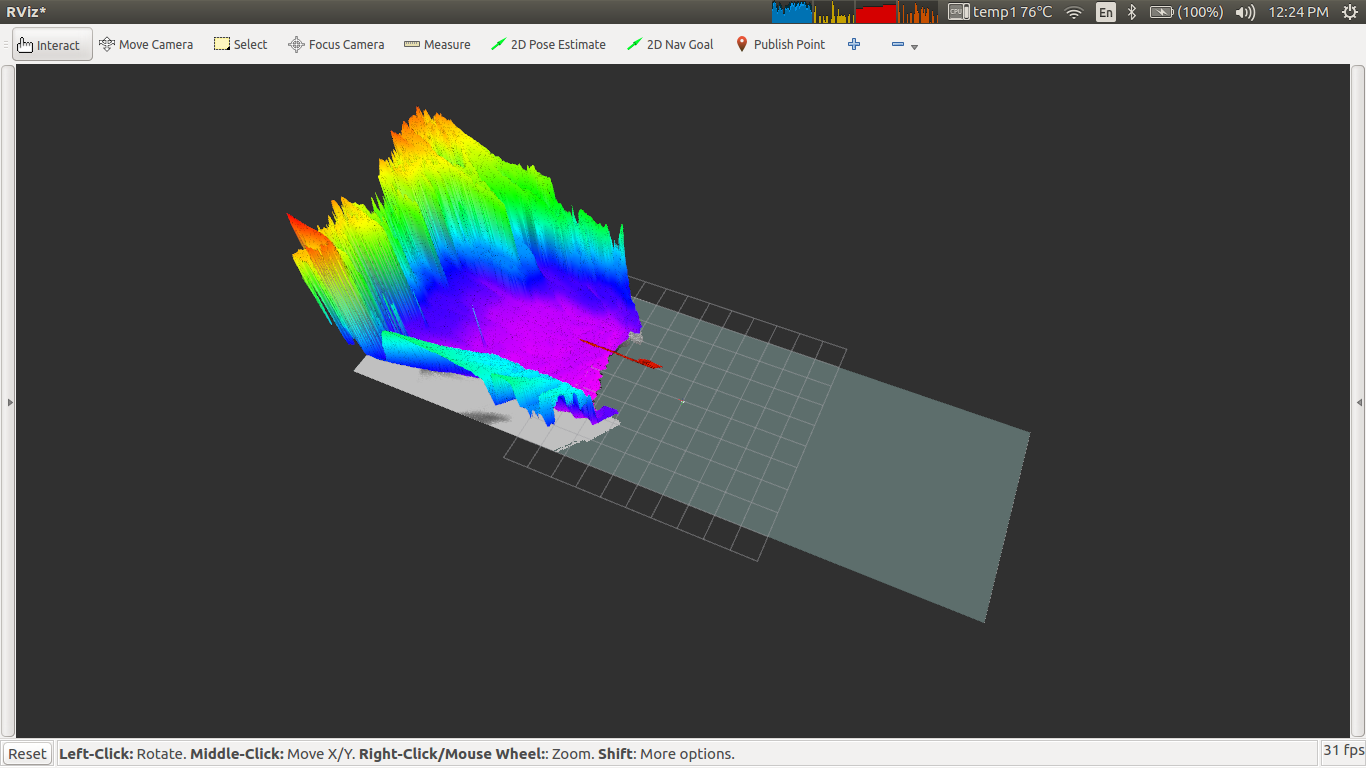 RViz*
CPU temp1 76°C En (100%) 12:24 PM
Interact Move Camera Select Focus Camera Measure 2D Pose Estimate 2D Nav Goal Publish Point
Reset Left-Click: Rotate. Middle-Click: Move X/Y. Right-Click/Mouse Wheel:: Zoom. Shift: More options. 31 fps